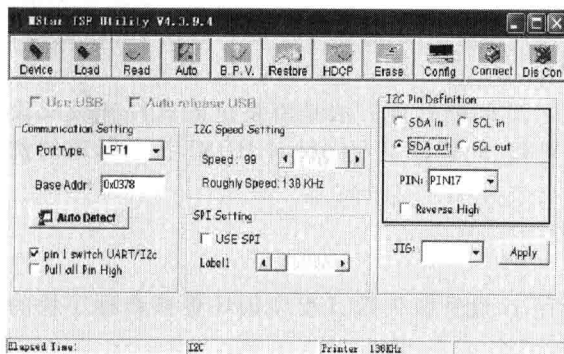 MStar ISP Utility V4.3.9.4
Device Load Read Auto B.P.V. Restore HDCP Erase Config Connect Dis Con
Use USB Auto release USB
Communication Setting
Port Type: LPT1
Base Addr: 0x0378
Auto Detect
pin 1 switch UART/I2c
Pull all Pin High
I2C Speed Setting
Speed: 99
Roughly Speed: 138 KHz
SPI Setting
USE SPI
Label1
I2C Pin Definition
SDA in SCL in
SDA out SCL out
PIN: PIN17
Reverse High
JIG: Apply
Elapsed Time: I2C Printer 138KHz